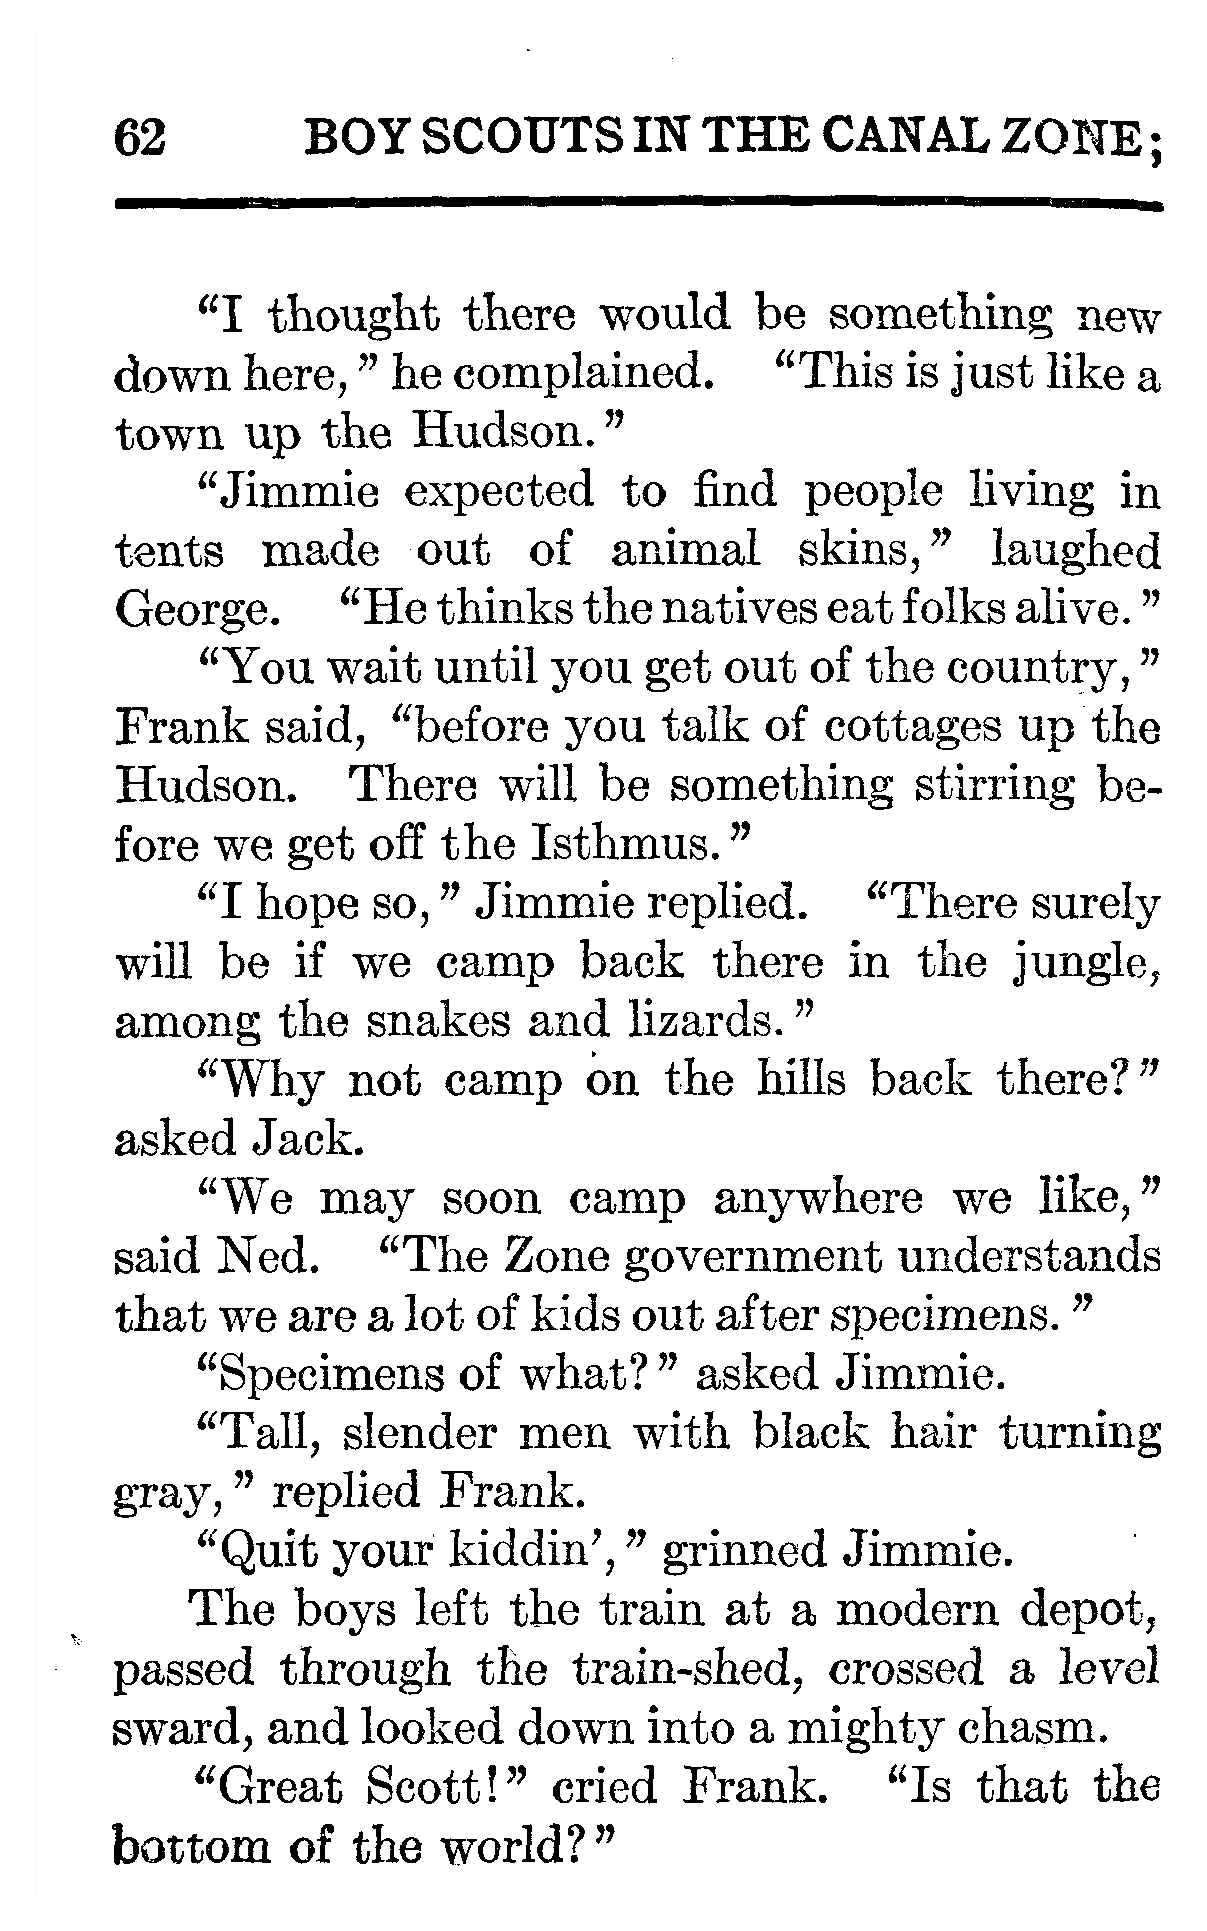 62 BOY SCOUTS IN THE CANAL ZONE;
“I thought there would be something new
down here,” he complained. “This is just like a
town up the Hudson.”
“Jimmie expected to find people living in
tents made out of animal skins,” laughed
George. “He thinks the natives eat folks alive.”
“You wait until you get out of the country,”
Frank said, “before you talk of cottages up the
Hudson. There will be something stirring be-
fore we get off the Isthmus.”
“I hope so,” Jimmie replied. “There surely
will be if we camp back there in the jungle,
among the snakes and lizards.”
“Why not camp on the hills back there?”
asked Jack.
“We may soon camp anywhere we like,”
said Ned. “The Zone government understands
that we are a lot of kids out after specimens.”
“Specimens of what?” asked Jimmie.
“Tall, slender men with black hair turning
gray,” replied Frank.
“Quit your kiddin’,” grinned Jimmie.
The boys left the train at a modern depot,
passed through the train-shed, crossed a level
sward, and looked down into a mighty chasm.
“Great Scott!” cried Frank. “Is that the
bottom of the world?”